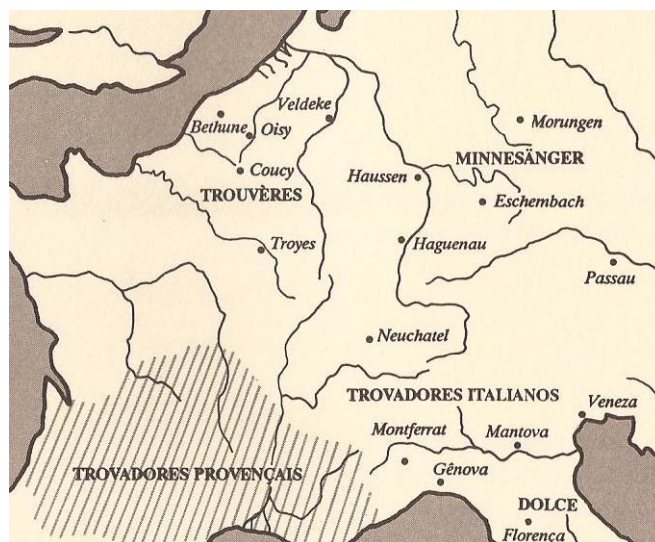 Veldeke
Bethune
Oisy
Morungen
MINNESÄNGER
Coucy
Haussen
TROUVÈRES
Eschembach
Troyes
Haguenau
Passau
Neuchatel
TROVADORES ITALIANOS
Veneza
Montferrat
Mantova
TROVADORES PROVENÇAIS
Gênova
DOLCE
Florença